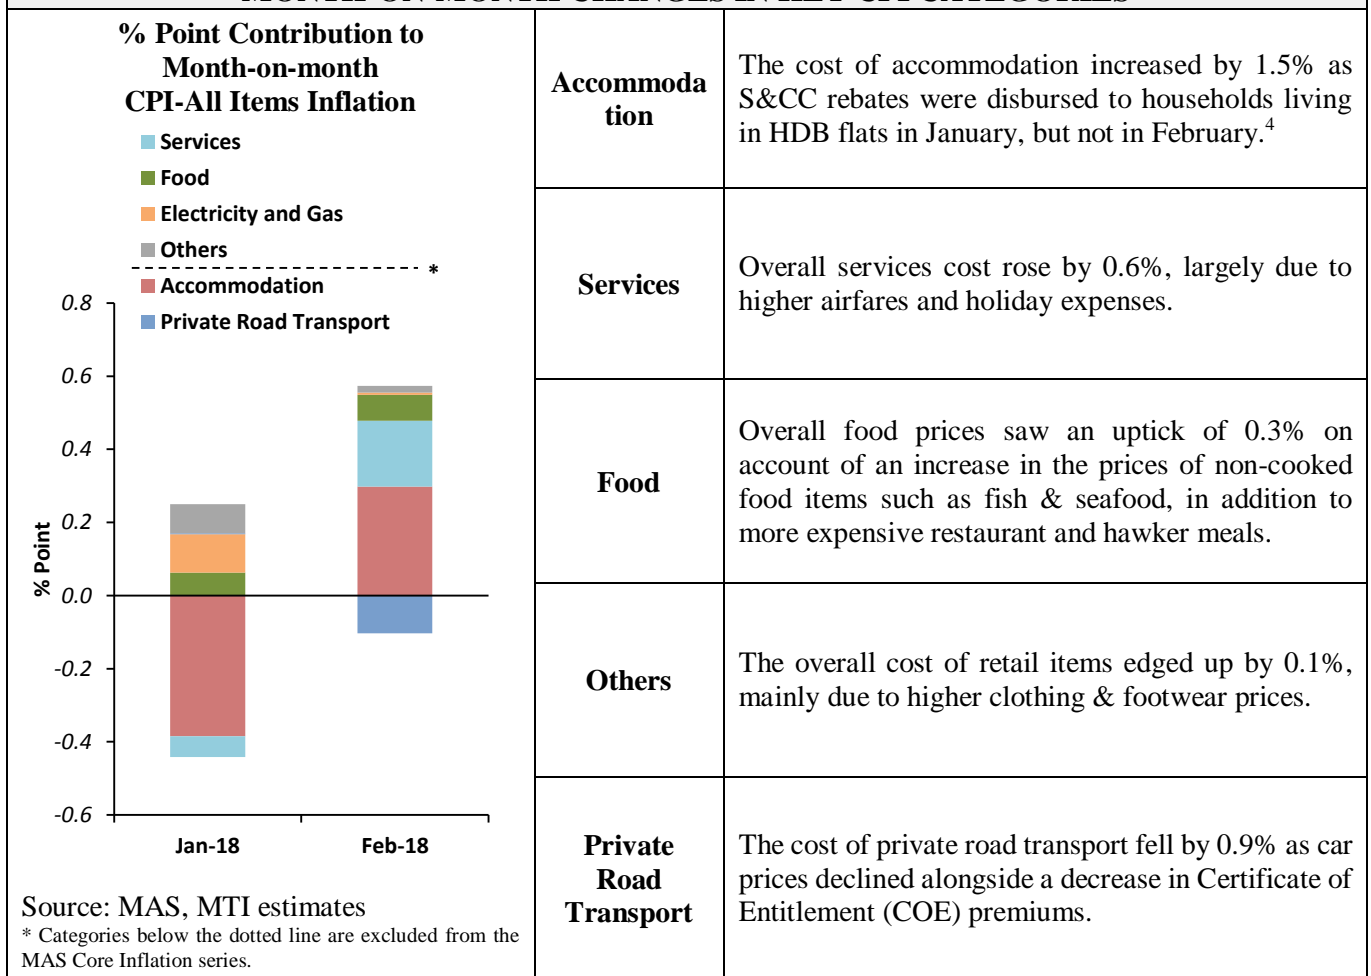 % Point Contribution to
Month-on-month
CPI-All Items Inflation
Services
Food
Electricity and Gas
Others
*
Accommodation
Private Road Transport
0.8
0.6
0.4
0.2
0.0
-0.2
-0.4
-0.6
% Point
Jan-18
Feb-18
Source: MAS, MTI estimates
* Categories below the dotted line are excluded from the
MAS Core Inflation series.
Accommoda
tion
The cost of accommodation increased by 1.5% as
S&CC rebates were disbursed to households living
in HDB flats in January, but not in February.4
Services
Overall services cost rose by 0.6%, largely due to
higher airfares and holiday expenses.
Food
Overall food prices saw an uptick of 0.3% on
account of an increase in the prices of non-cooked
food items such as fish & seafood, in addition to
more expensive restaurant and hawker meals.
Others
The overall cost of retail items edged up by 0.1%,
mainly due to higher clothing & footwear prices.
Private
Road
Transport
The cost of private road transport fell by 0.9% as car
prices declined alongside a decrease in Certificate of
Entitlement (COE) premiums.